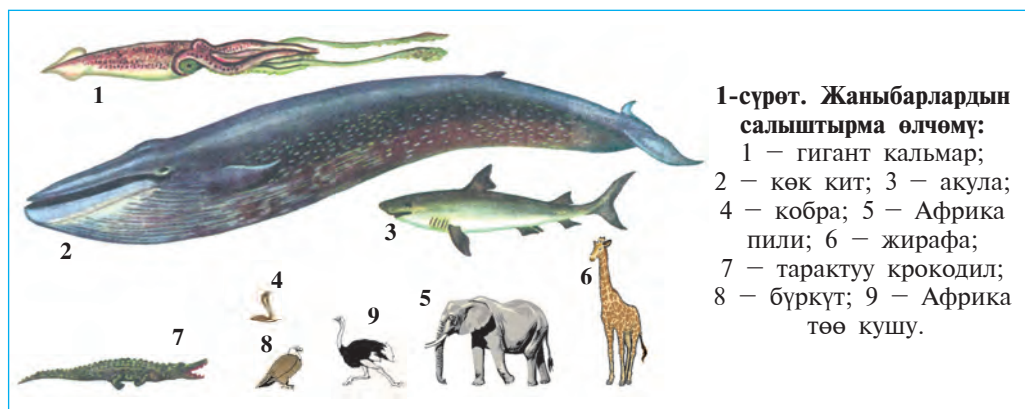 1
2
3
4
5
6
7
8
9
1-сүрөт. Жаныбарлардын
салыштырма өлчөмү:
1 — гигант кальмар;
2 — көк кит; 3 — акула;
4 — кобра; 5 — Африка
пили; 6 — жирафа;
7 — тарактуу крокодил;
8 — бүркүт; 9 — Африка
төө кушу.